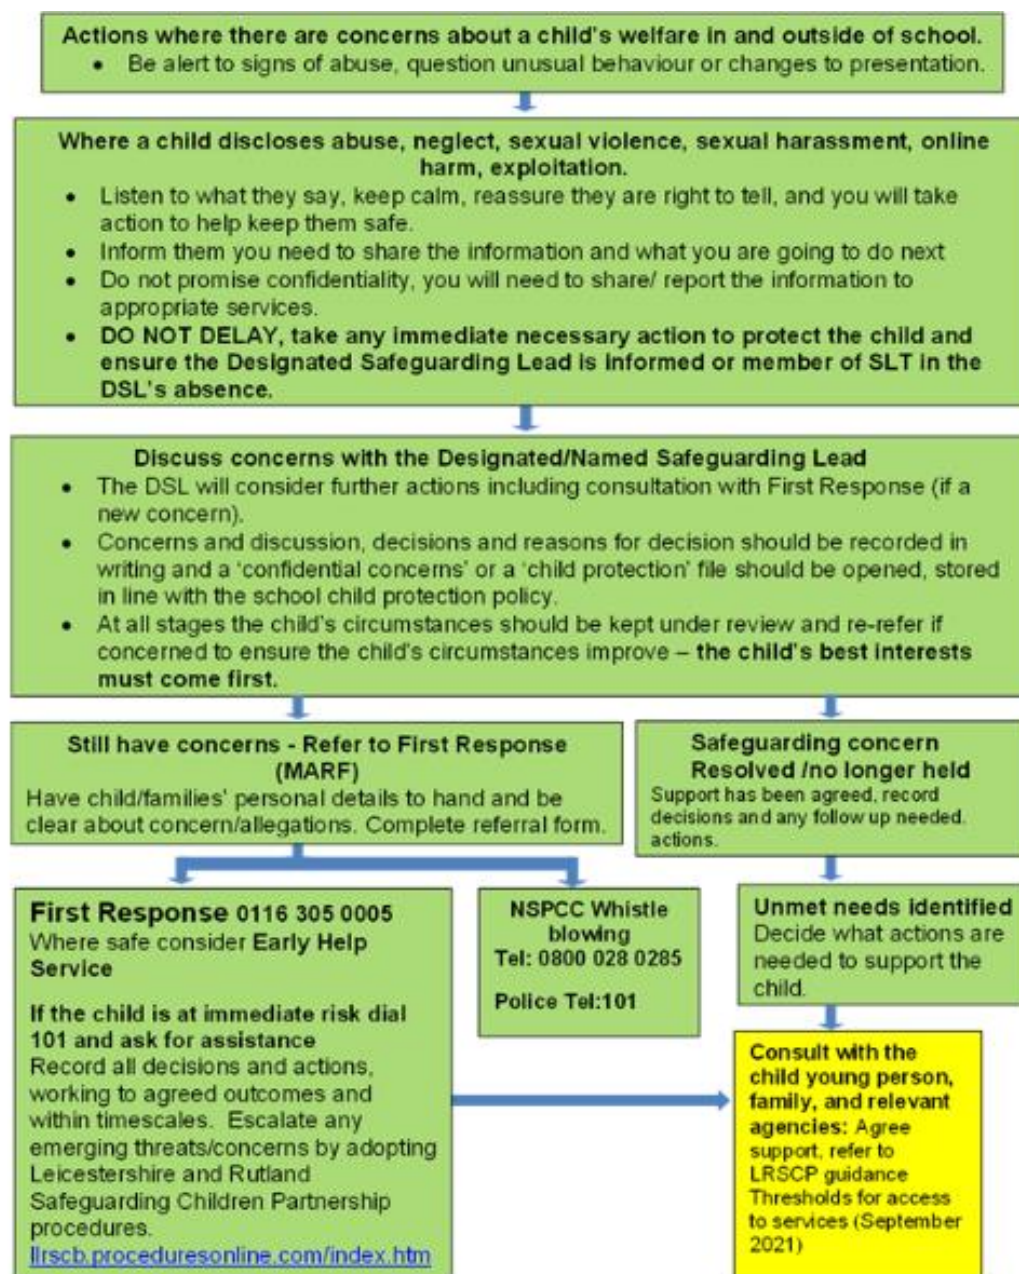 Actions where there are concerns about a child's welfare in and outside of school.
• Be alert to signs of abuse, question unusual behaviour or changes to presentation.
Where a child discloses abuse, neglect, sexual violence, sexual harassment, online
harm, exploitation.
• Listen to what they say, keep calm, reassure they are right to tell, and you will take
action to help keep them safe.
• Inform them you need to share the information and what you are going to do next
• Do not promise confidentiality, you will need to share/ report the information to
appropriate services.
• DO NOT DELAY, take any immediate necessary action to protect the child and
ensure the Designated Safeguarding Lead is informed or member of SLT in the
DSL's absence.
Discuss concerns with the Designated/Named Safeguarding Lead
• The DSL will consider further actions including consultation with First Response (if a
new concern).
• Concerns and discussion, decisions and reasons for decision should be recorded in
writing and a 'confidential concerns' or a 'child protection' file should be opened, stored
in line with the school child protection policy.
• At all stages the child's circumstances should be kept under review and re-refer if
concerned to ensure the child's circumstances improve – the child's best interests
must come first.
Still have concerns - Refer to First Response
(MARF)
Have child/families' personal details to hand and be
clear about concern/allegations. Complete referral form.
Safeguarding concern
Resolved /no longer held
Support has been agreed, record
decisions and any follow up needed.
actions.
First Response 0116 305 0005
Where safe consider Early Help
Service
If the child is at immediate risk dial
101 and ask for assistance
Record all decisions and actions,
working to agreed outcomes and
within timescales. Escalate any
emerging threats/concerns by adopting
Leicestershire and Rutland
Safeguarding Children Partnership
procedures.
llrscb.proceduresonline.com/index.htm
NSPCC Whistle
blowing
Tel: 0800 028 0285
Police Tel:101
Unmet needs identified
Decide what actions are
needed to support the
child.
Consult with the
child young person,
family, and relevant
agencies: Agree
support, refer to
LRSCP guidance
Thresholds for access
to services (September
2021)